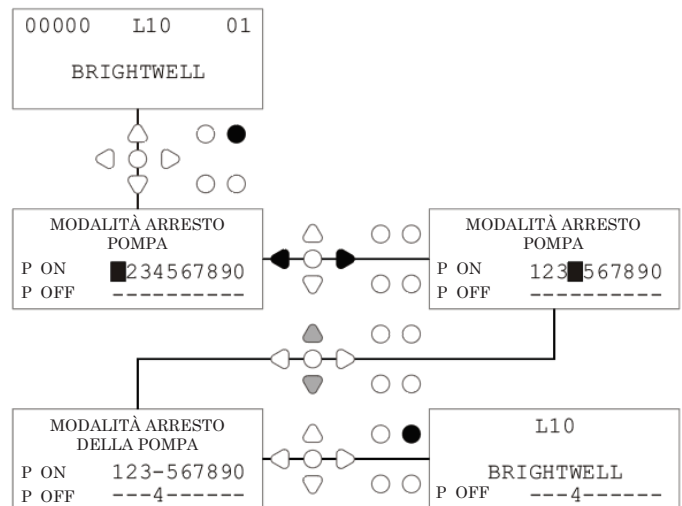 00000 L10 01
BRIGHTWELL
MODALITÀ ARRESTO
POMPA
P ON 234567890
P OFF ----------
MODALITÀ ARRESTO
POMPA
P ON 123 567890
P OFF ----------
MODALITÀ ARRESTO
DELLA POMPA
P ON 123-567890
P OFF ---4------
L10
BRIGHTWELL
P OFF ---4------